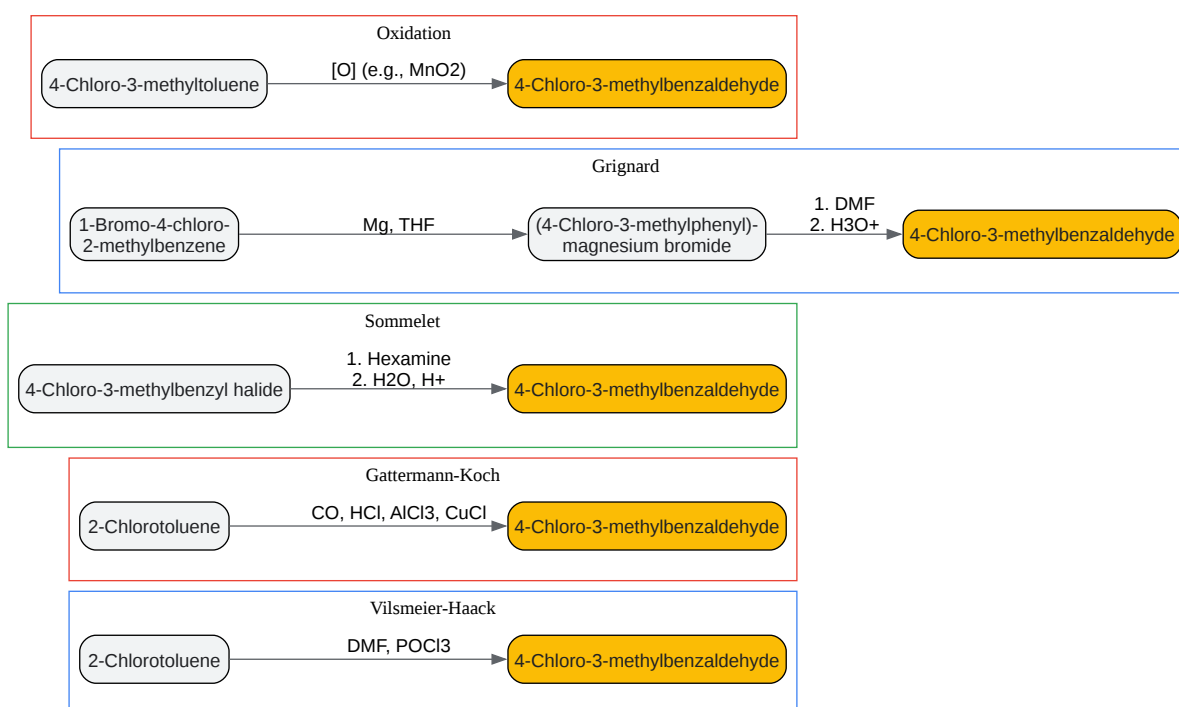 Oxidation
4-Chloro-3-methyltoluene
[O] (e.g., MnO2)
4-Chloro-3-methylbenzaldehyde
Grignard
1-Bromo-4-chloro-
2-methylbenzene
Mg, THF
(4-Chloro-3-methylphenyl)-
magnesium bromide
1. DMF
2. H3O+
4-Chloro-3-methylbenzaldehyde
Sommelet
4-Chloro-3-methylbenzyl halide
1. Hexamine
2. H2O, H+
4-Chloro-3-methylbenzaldehyde
Gattermann-Koch
2-Chlorotoluene
CO, HCl, AlCl3, CuCl
4-Chloro-3-methylbenzaldehyde
Vilsmeier-Haack
2-Chlorotoluene
DMF, POCl3
4-Chloro-3-methylbenzaldehyde